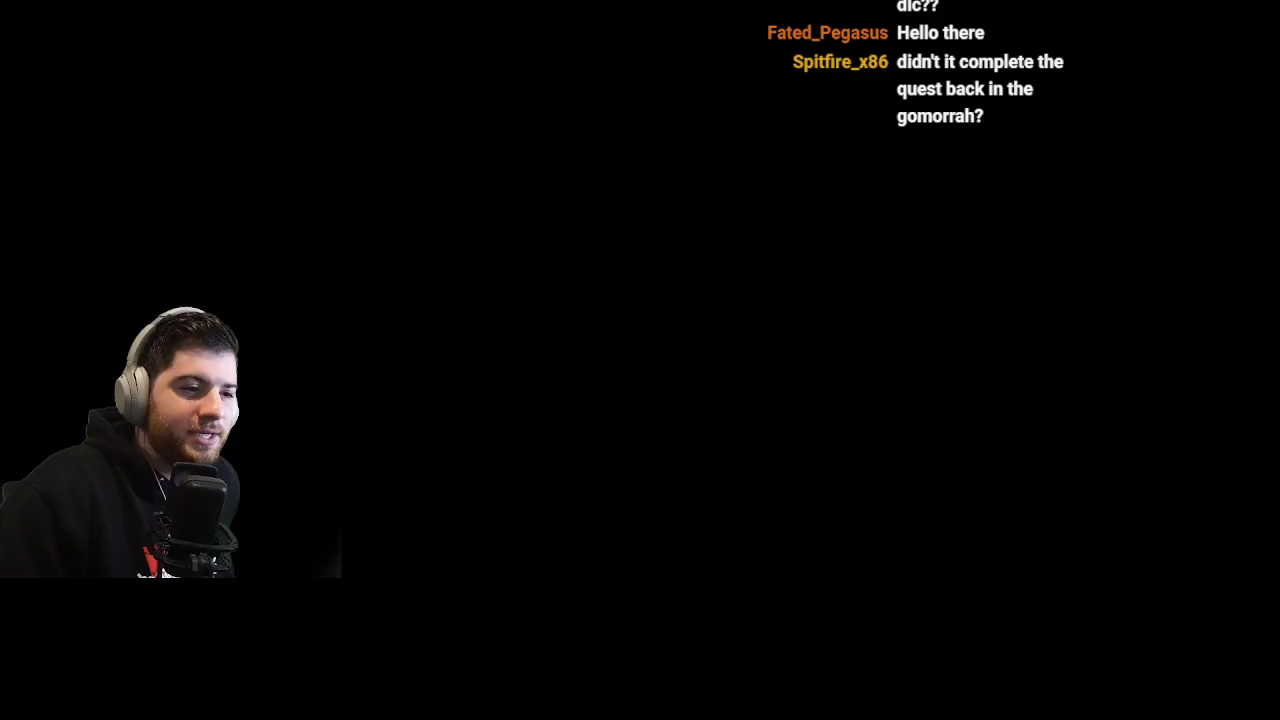 dlc??
Fated_Pegasus Hello there
Spitfire_x86 didn't it complete the
quest back in the
gomorrah?